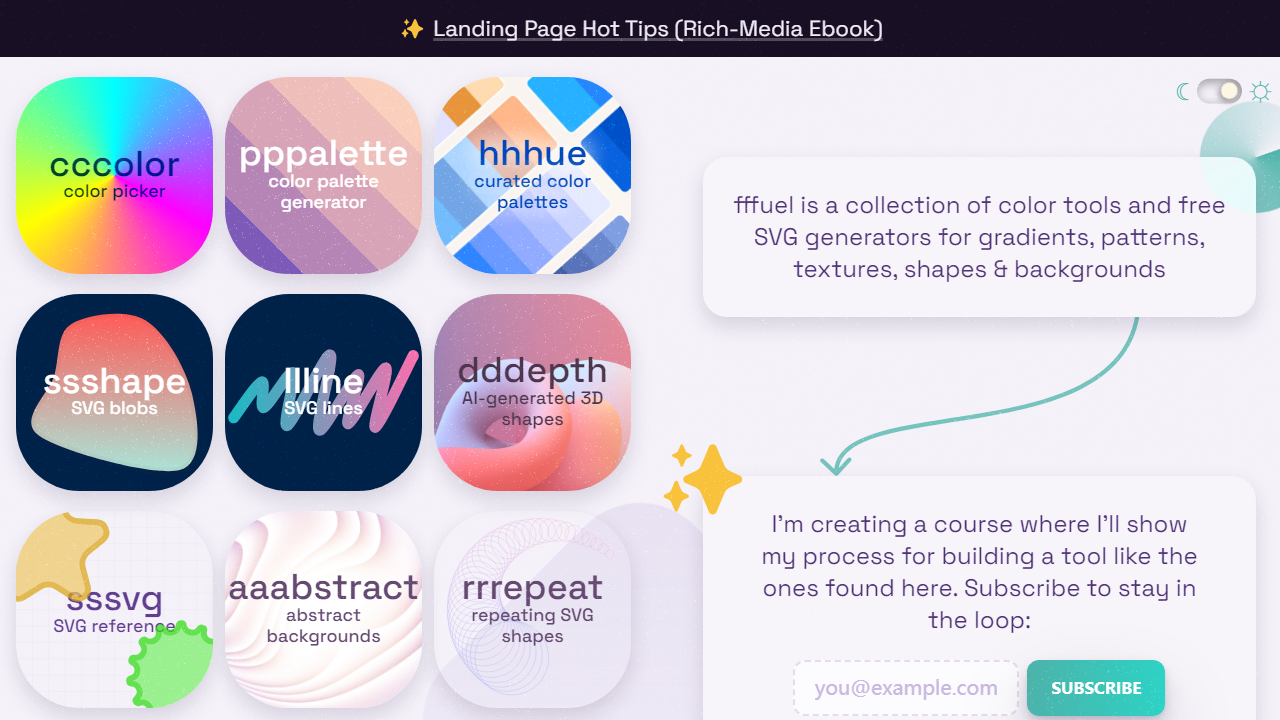 ✨ Landing Page Hot Tips (Rich-Media Ebook)
cccolor
color picker
pppalette
color palette
generator
hhhue
curated color
palettes
ssshape
SVG blobs
llline
SVG lines
dddepth
AI-generated 3D
shapes
sssvg
SVG reference
aaabstract
abstract
backgrounds
rrrepeat
repeating SVG
shapes
fffuel is a collection of color tools and free
SVG generators for gradients, patterns,
textures, shapes & backgrounds
I'm creating a course where I'll show
my process for building a tool like the
ones found here. Subscribe to stay in
the loop:
you@example.com
SUBSCRIBE